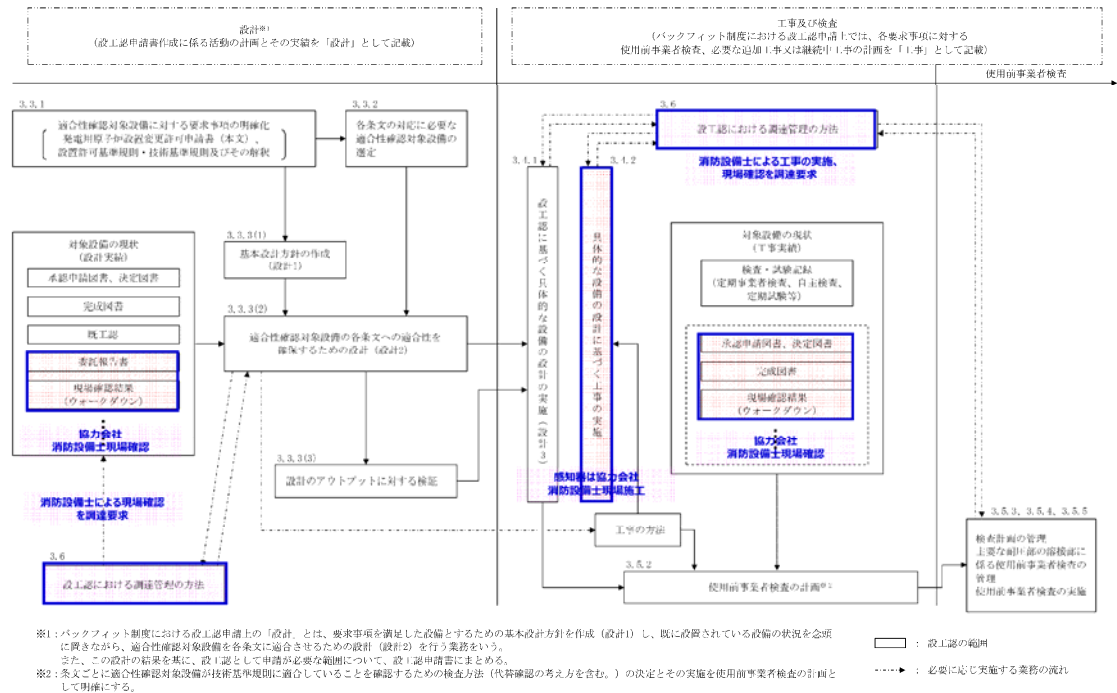 設計※1
(設工認申請書作成に係る活動の計画とその実績を「設計」として記載)
工事及び検査
(バックフィット制度における設工認申請上では、各要求事項に対する
使用前事業者検査、必要な追加工事又は継続中工事の計画を「工事」として記載)
使用前事業者検査
3.3.1
適合性確認対象設備に対する要求事項の明確化
発電用原子炉設置変更許可申請書(本文)、
設置許可基準規則・技術基準規則及びその解釈
3.3.2
各条文の対応に必要な
適合性確認対象設備の
選定
3.6
設工認における調達管理の方法
消防設備士による工事の実施、
現場確認を調達要求
3.4.1
設工認に基づく具体的な設備の設計の実施(設計3)
3.4.2
具体的な設備の設計に基づく工事の実施
感知器は協力会社
消防設備士現場施工
対象設備の現状
(設計実績)
承認申請図書、決定図書
完成図書
既工認
委託報告書
現場確認結果
(ウォークダウン)
協力会社
消防設備士現場確認
消防設備士による現場確認
を調達要求
3.6
設工認における調達管理の方法
3.3.3(1)
基本設計方針の作成
(設計1)
3.3.3(2)
適合性確認対象設備の各条文への適合性を
確保するための設計(設計2)
3.3.3(3)
設計のアウトプットに対する検証
対象設備の現状
(工事実績)
検査・試験記録
(定期事業者検査、自主検査、
定期試験等)
承認申請図書、決定図書
完成図書
現場確認結果
(ウォークダウン)
協力会社
消防設備士現場確認
工事の方法
3.5.2
使用前事業者検査の計画※2
3.5.3、3.5.4、3.5.5
検査計画の管理
主要な耐圧部の溶接部に
係る使用前事業者検査の
管理
使用前事業者検査の実施
※1:バックフィット制度における設工認申請上の「設計」とは、要求事項を満足した設備とするための基本設計方針を作成(設計1)し、既に設置されている設備の状況を念頭
に置きながら、適合性確認対象設備を各条文に適合させるための設計(設計2)を行う業務をいう。
また、この設計の結果を基に、設工認として申請が必要な範囲について、設工認申請書にまとめる。
※2:条文ごとに適合性確認対象設備が技術基準規則に適合していることを確認するための検査方法(代替確認の考え方を含む。)の決定とその実施を使用前事業者検査の計画と
して明確にする。
:設工認の範囲
:必要に応じ実施する業務の流れ